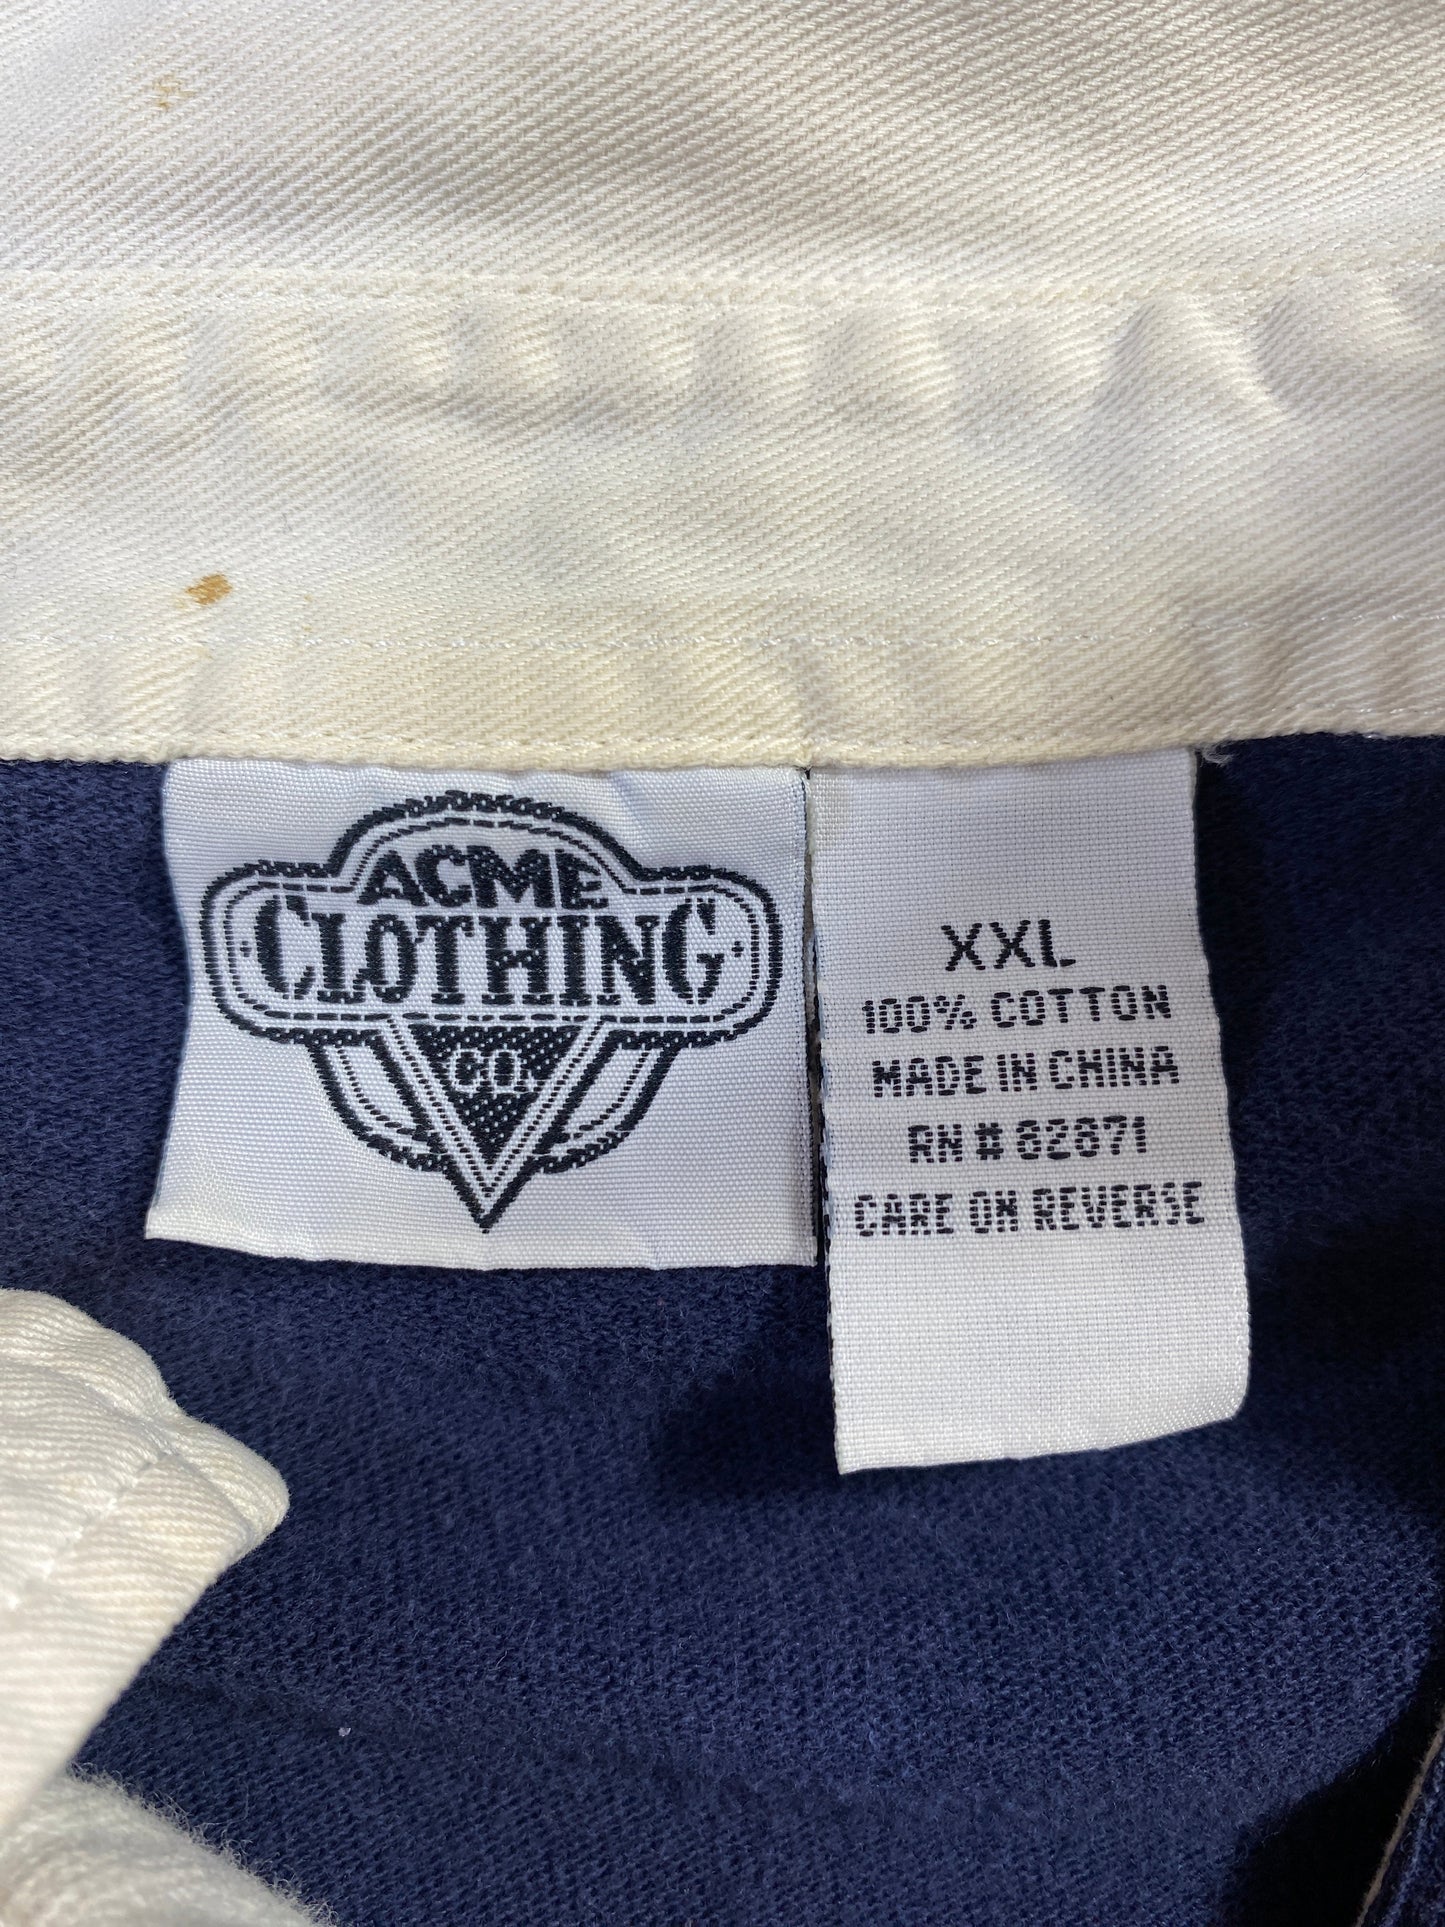 ACME
CLOTHING
CO.
XXL
100% COTTON
MADE IN CHINA
RN # 82871
CARE ON REVERSE